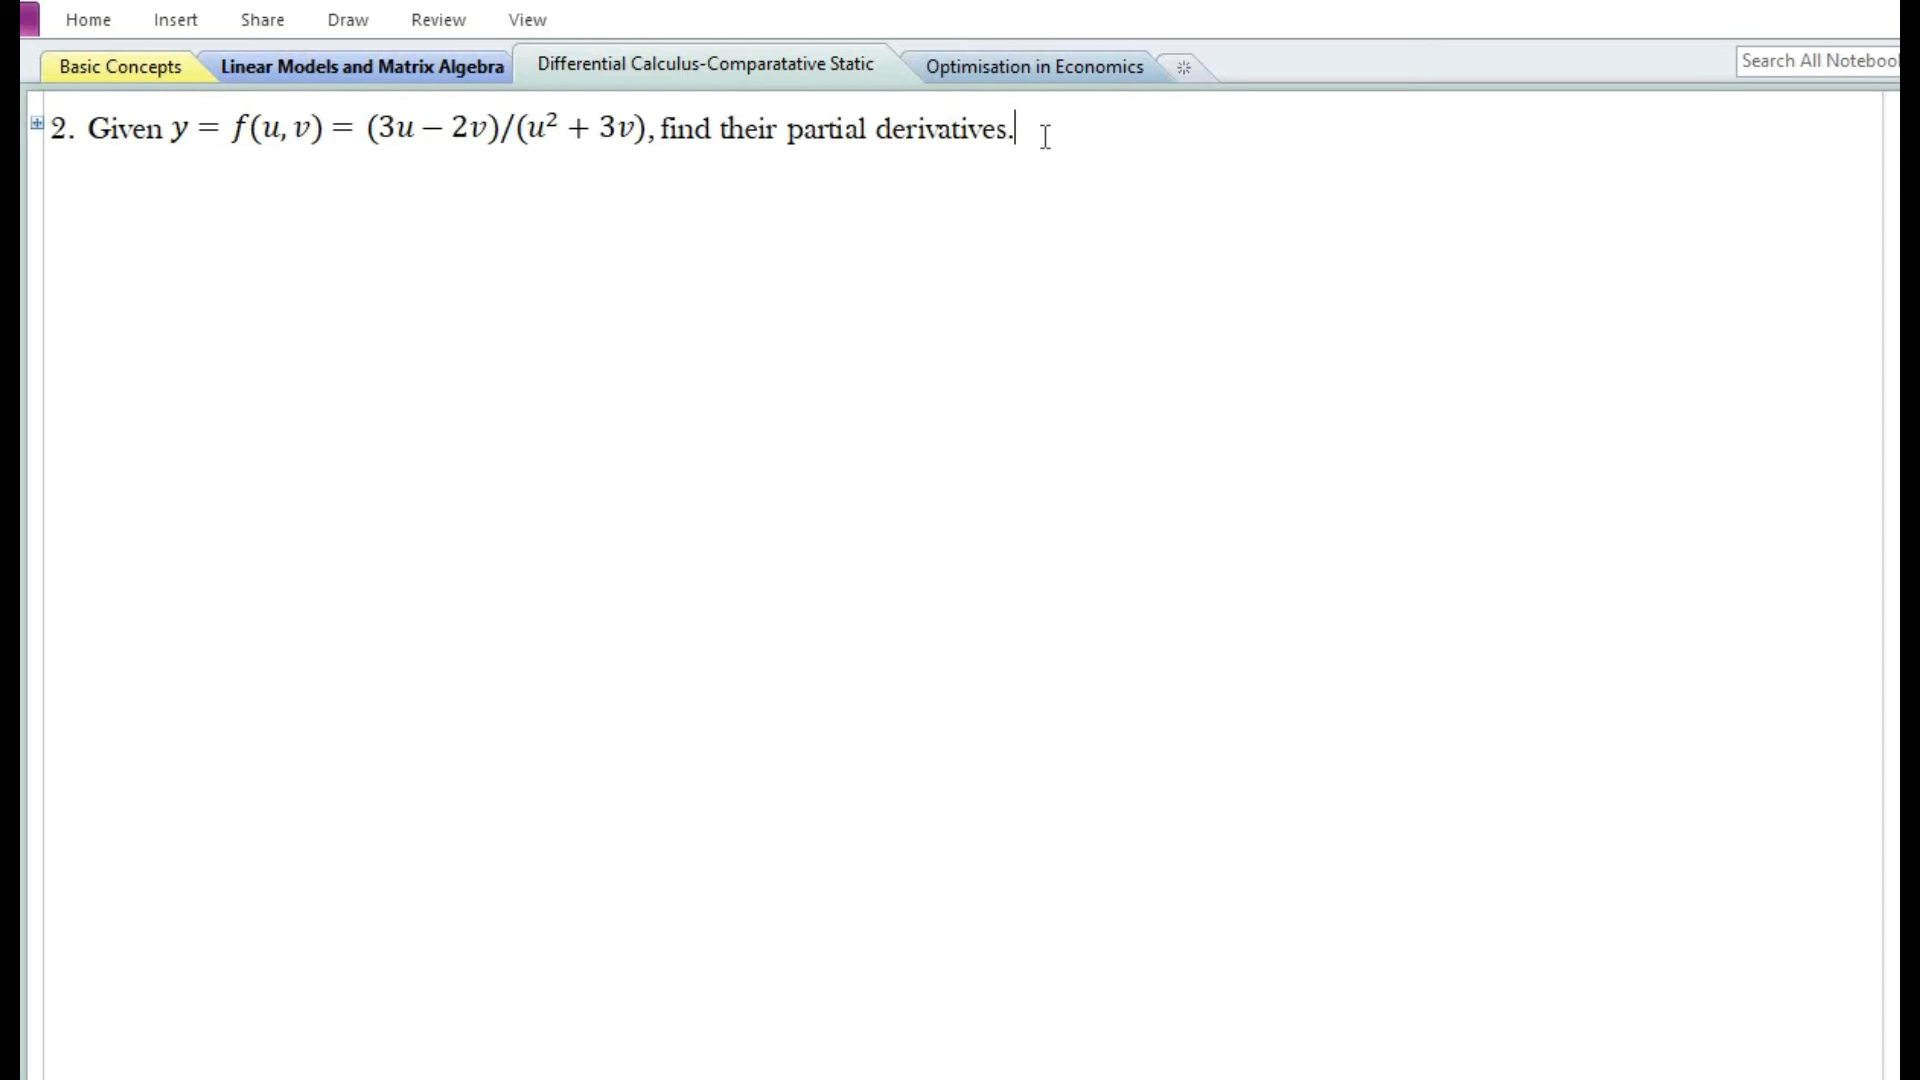 Home Insert Share Draw Review View
Basic Concepts Linear Models and Matrix Algebra Differential Calculus-Comparatative Static Optimisation in Economics Search All Noteboo
2. Given y = f(u, v) = (3u − 2v)/(u² + 3v), find their partial derivatives.